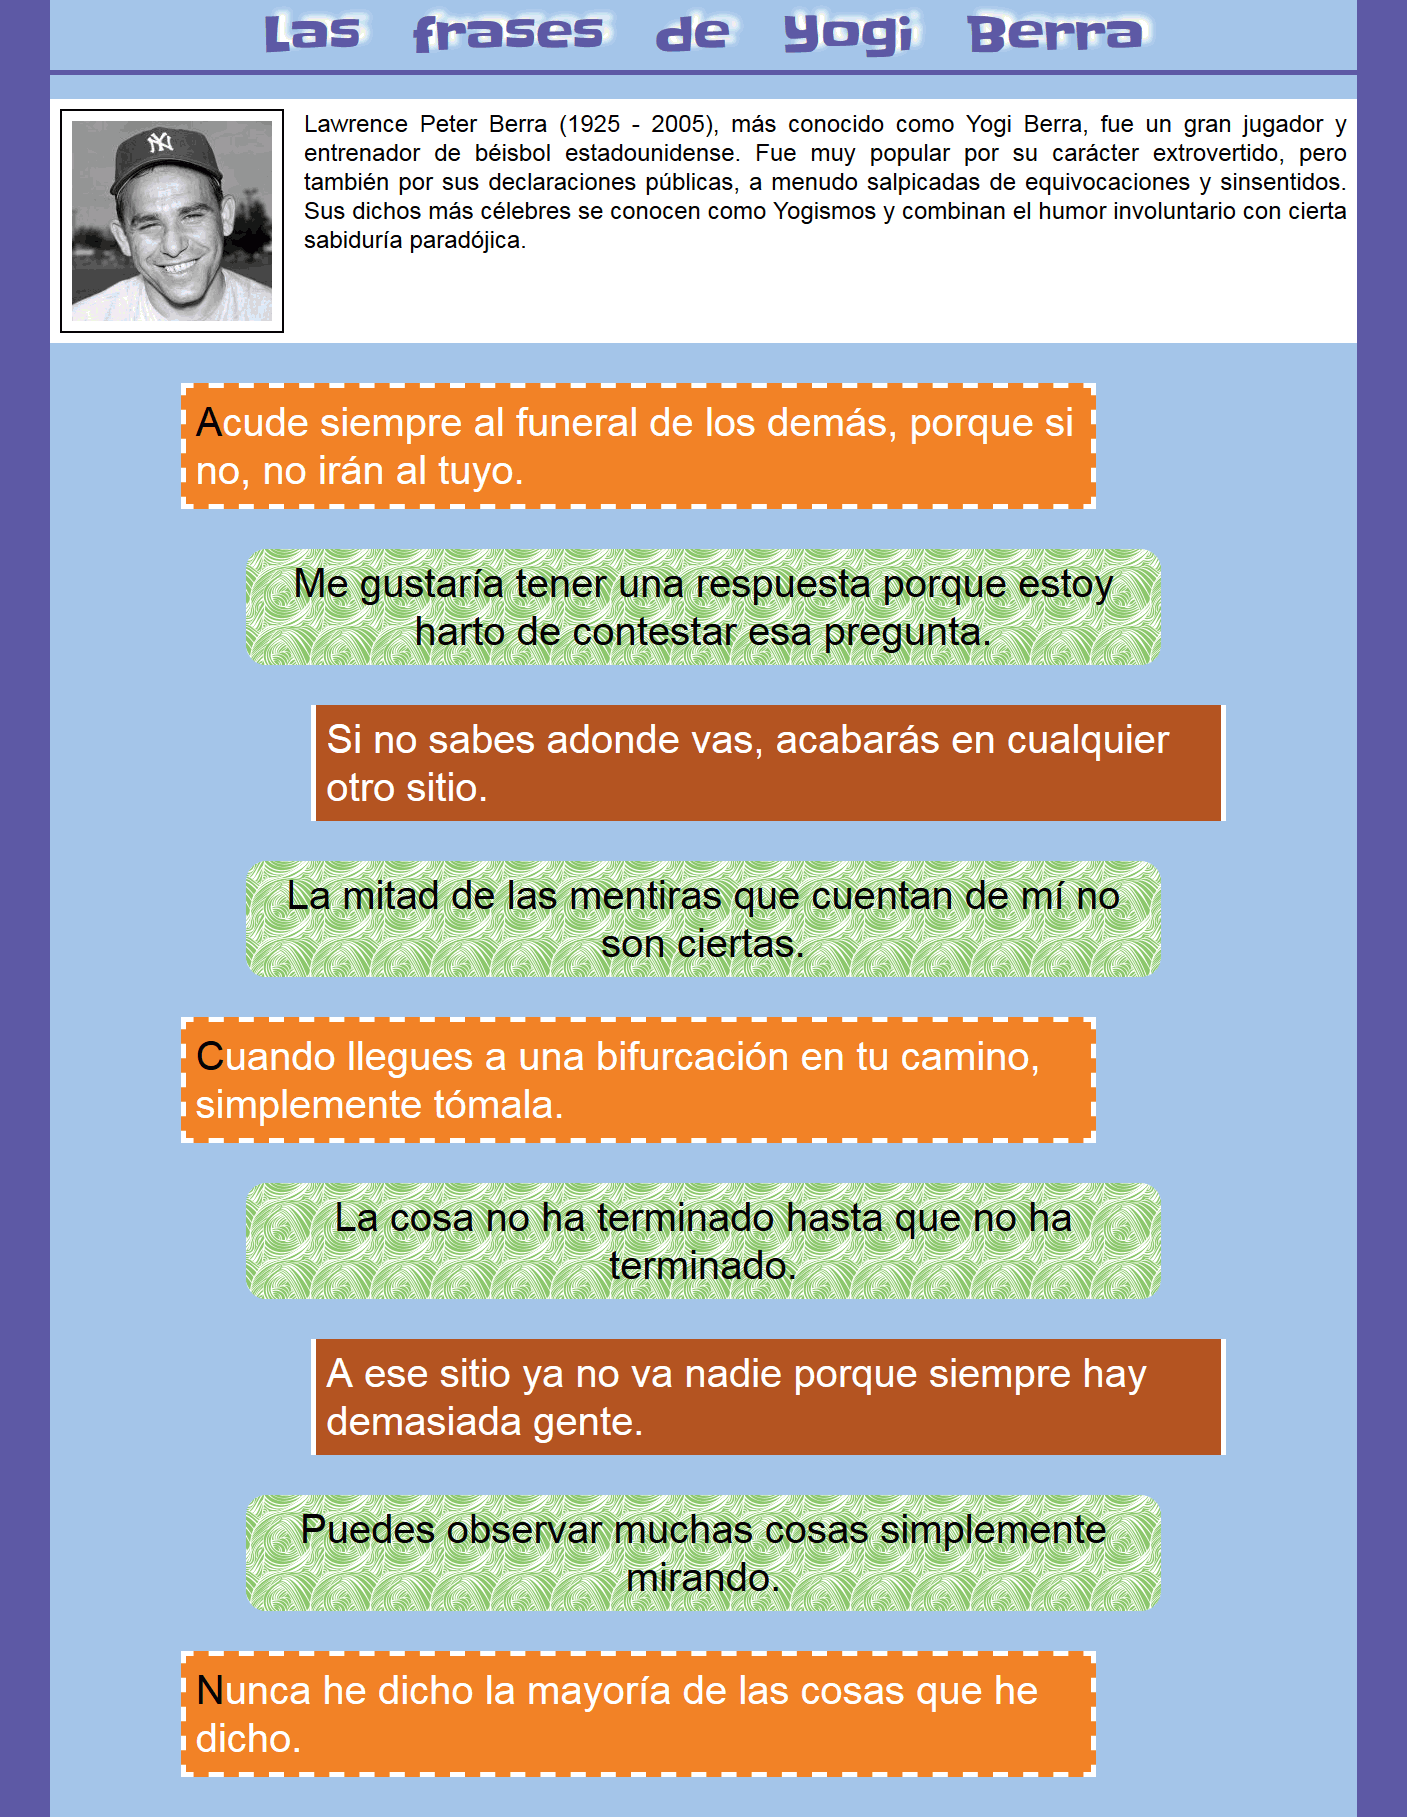 Las frases de Yogi Berra
NY
Lawrence Peter Berra (1925 - 2005), más conocido como Yogi Berra, fue un gran jugador y
entrenador de béisbol estadounidense. Fue muy popular por su carácter extrovertido, pero
también por sus declaraciones públicas, a menudo salpicadas de equivocaciones y sinsentidos.
Sus dichos más célebres se conocen como Yogismos y combinan el humor involuntario con cierta
sabiduría paradójica.
Acude siempre al funeral de los demás, porque si
no, no irán al tuyo.
Me gustaría tener una respuesta porque estoy
harto de contestar esa pregunta.
Si no sabes adonde vas, acabarás en cualquier
otro sitio.
La mitad de las mentiras que cuentan de mí no
son ciertas.
Cuando llegues a una bifurcación en tu camino,
simplemente tómala.
La cosa no ha terminado hasta que no ha
terminado.
A ese sitio ya no va nadie porque siempre hay
demasiada gente.
Puedes observar muchas cosas simplemente
mirando.
Nunca he dicho la mayoría de las cosas que he
dicho.